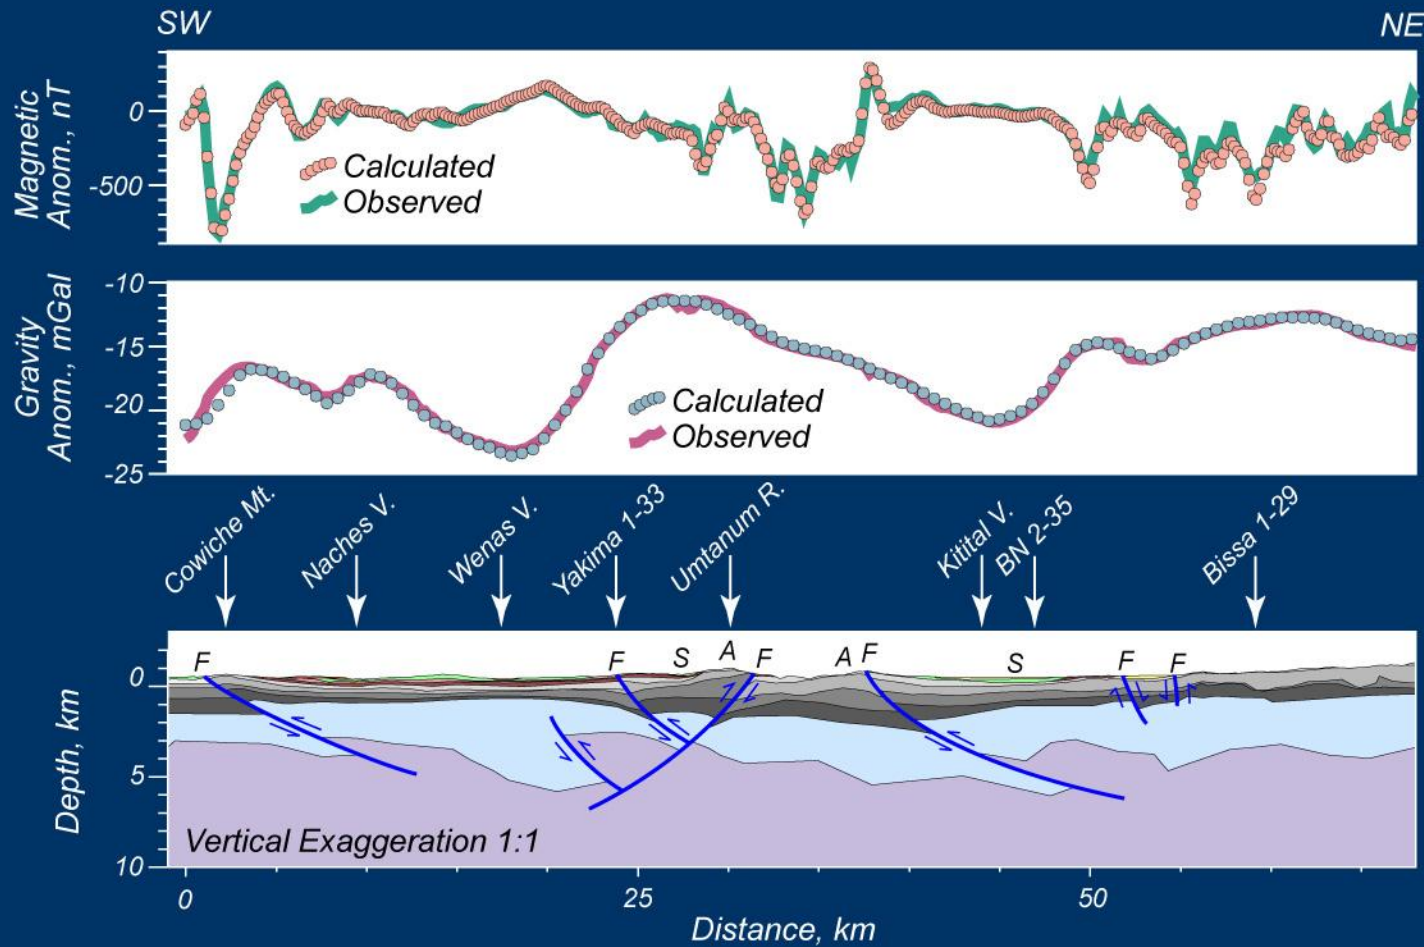 SW
NE
Magnetic
Anom., nT
0
-500
Calculated
Observed
Gravity
Anom., mGal
-10
-15
-20
-25
Calculated
Observed
Cowiche Mt.
Naches V.
Wenas V.
Yakima 1-33
Umtanum R.
Kitital V.
BN 2-35
Bissa 1-29
F
F
S
A
F
A
F
S
F
F
Depth, km
0
5
10
Vertical Exaggeration 1:1
0
25
50
Distance, km